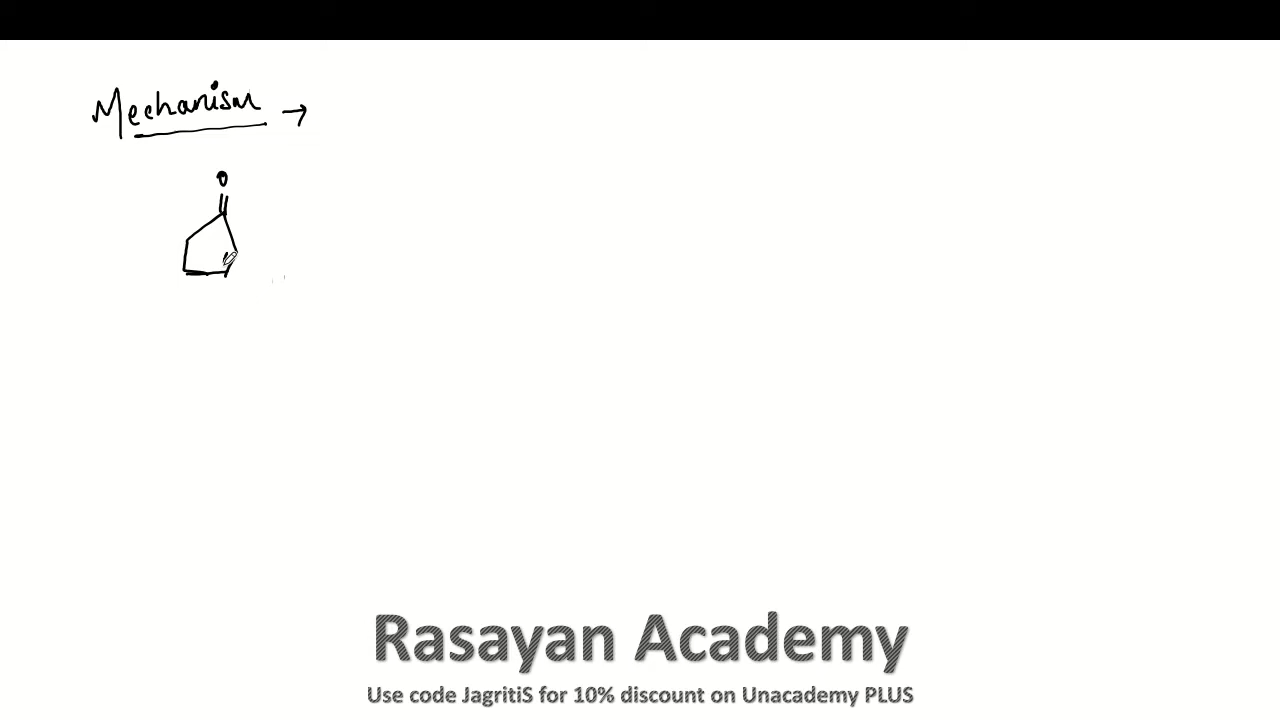 Mechanism →
O
Rasayan Academy
Use code JagritiS for 10% discount on Unacademy PLUS